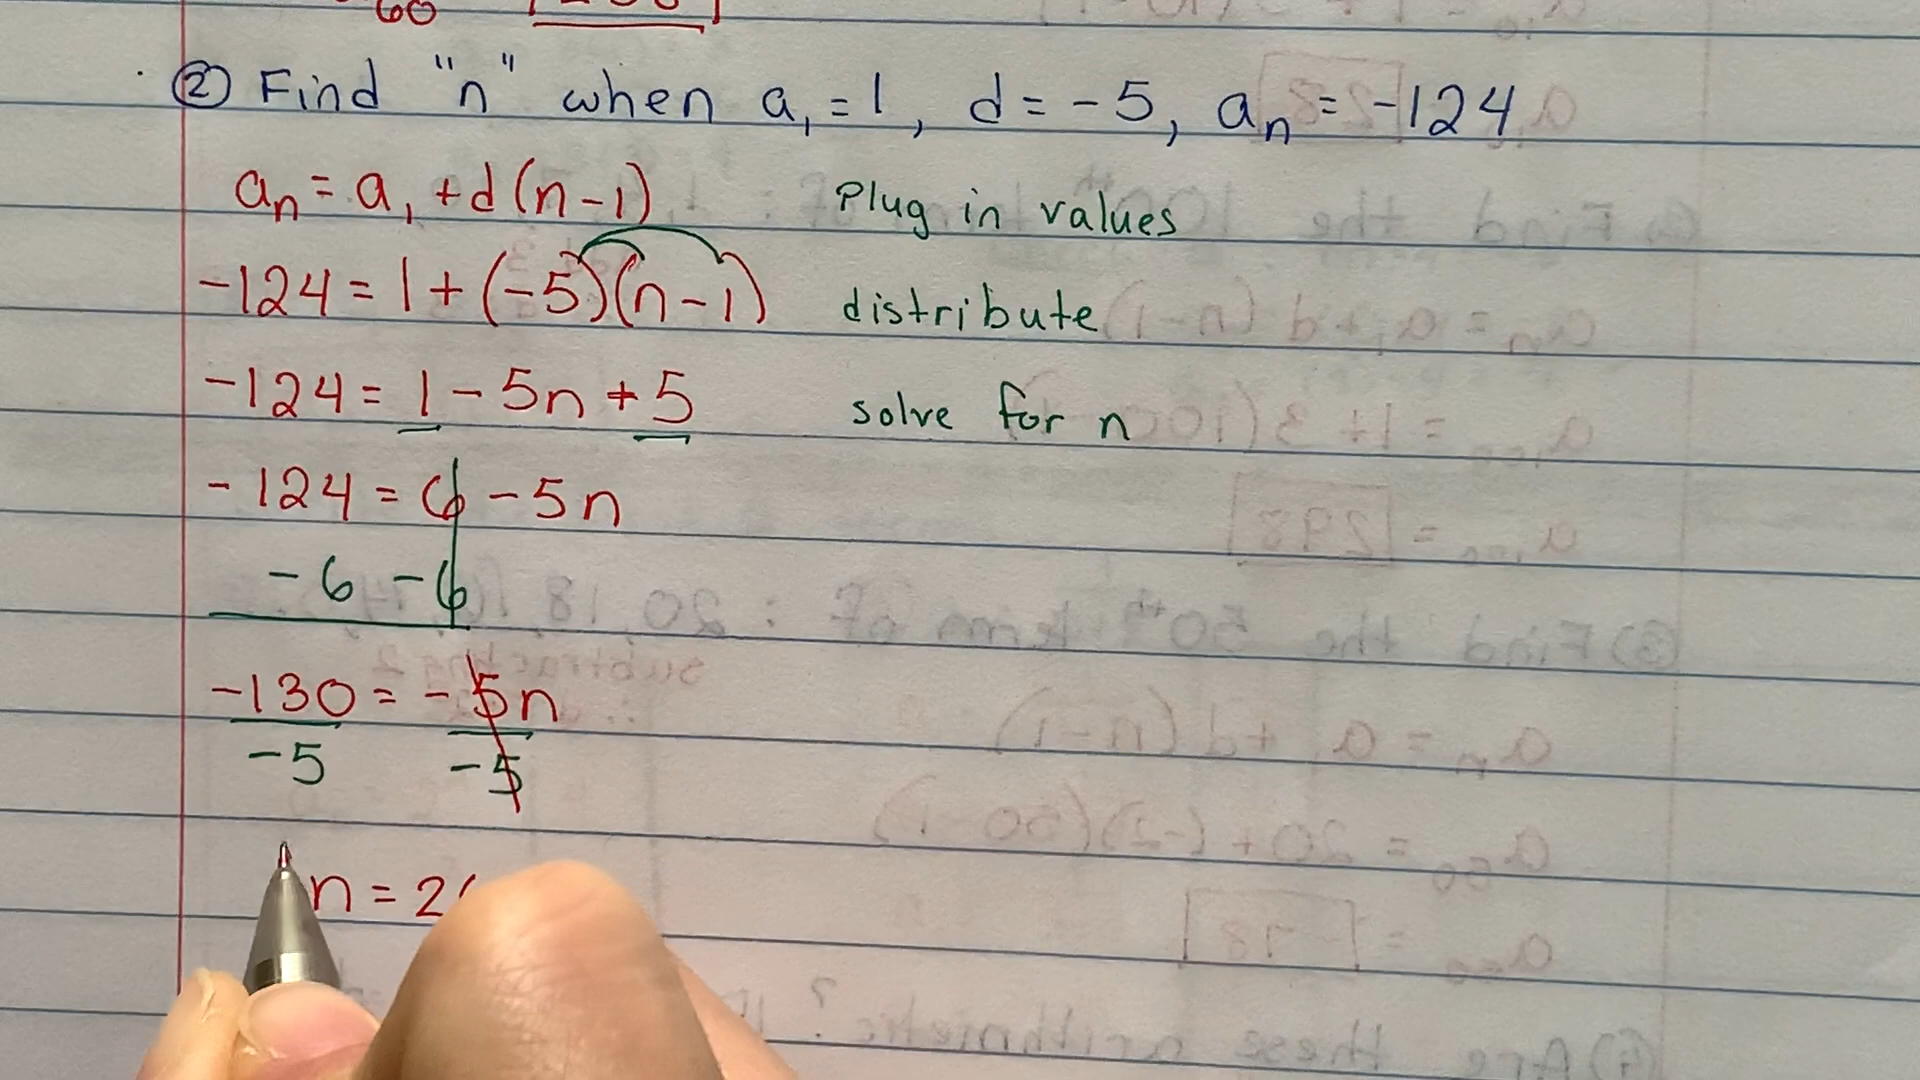 60
② Find "n" when a₁ = 1, d = -5, aₙ = -124
aₙ = a₁ + d(n-1) Plug in values
-124 = 1 + (-5)(n-1) distribute
-124 = 1 - 5n + 5 solve for n
-124 = 6 - 5n
-6 -6
-130 = -5n
-5 -5
n = 2